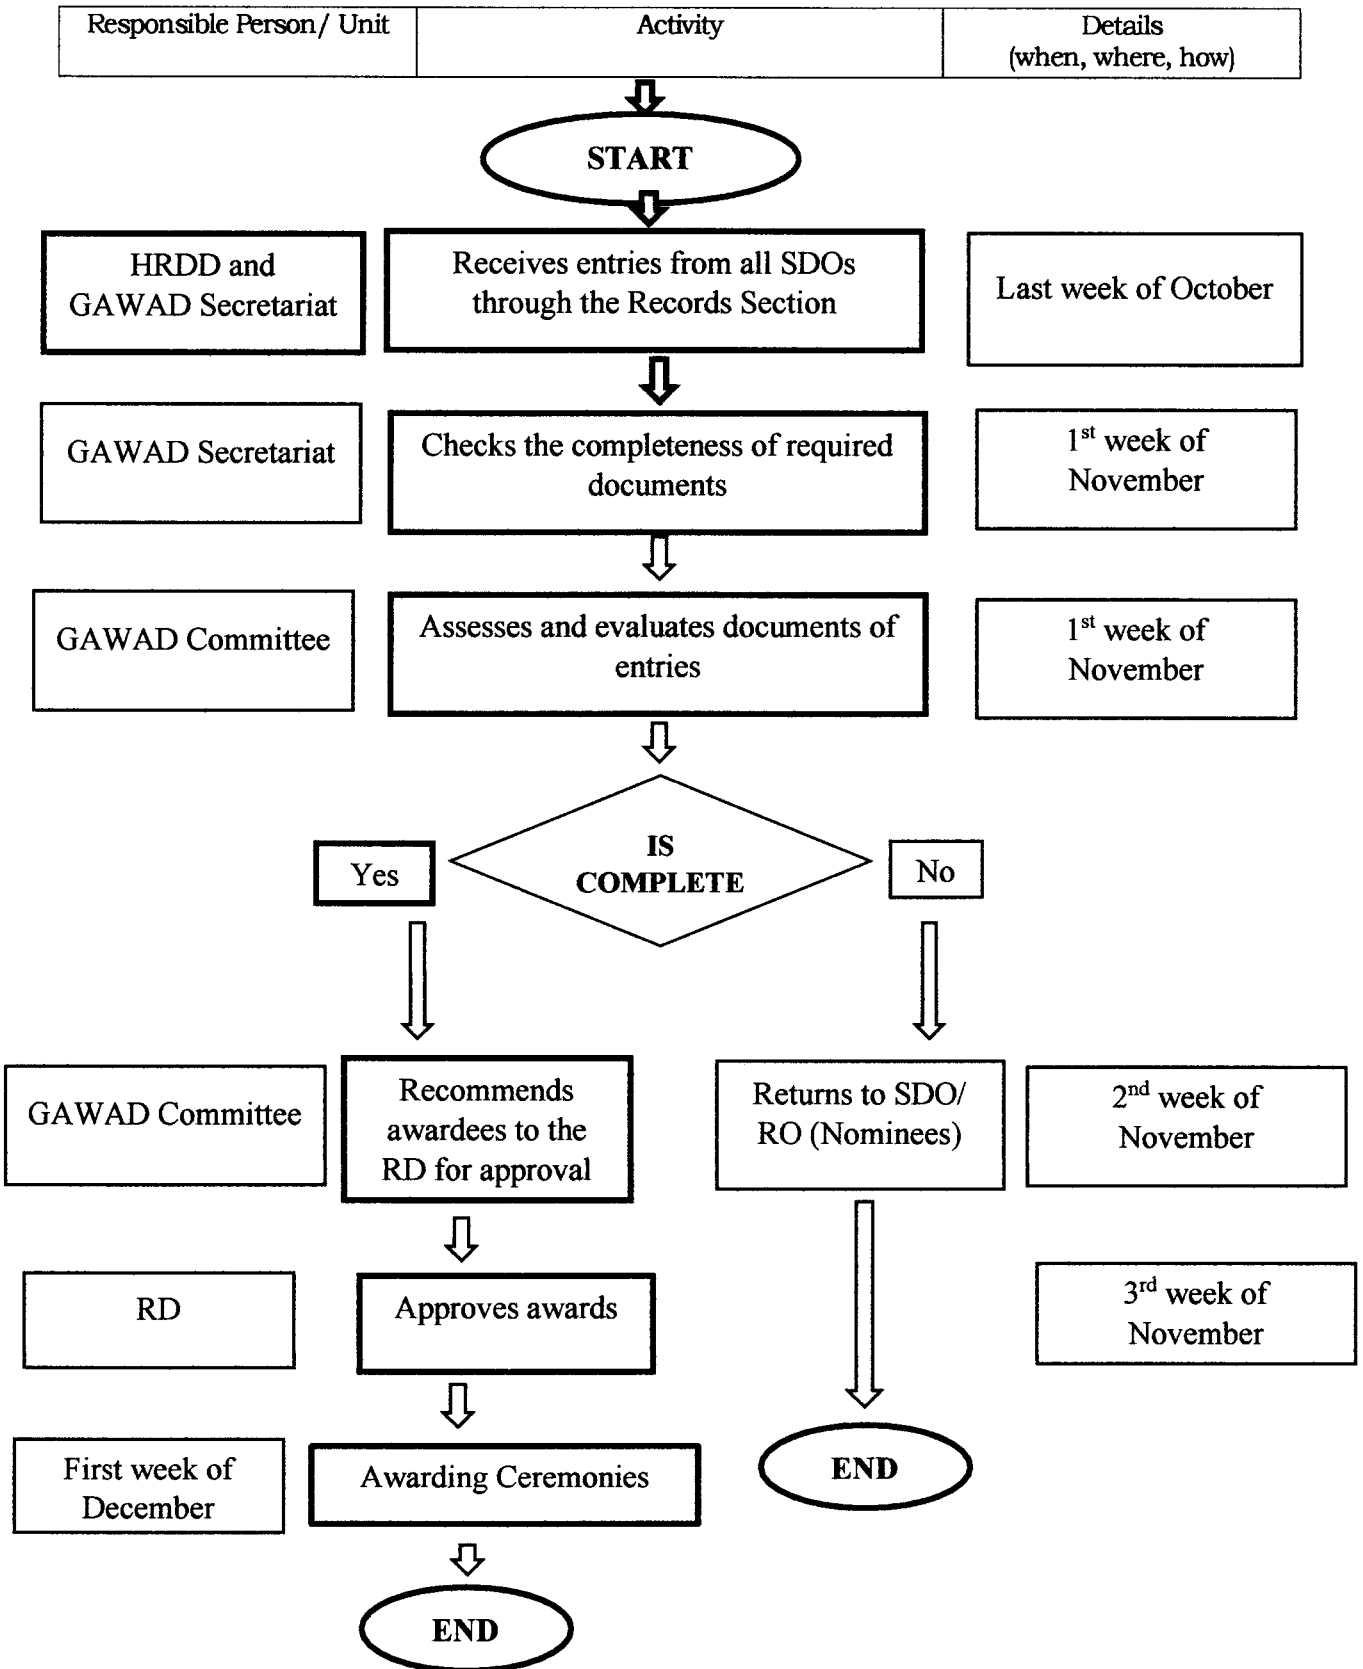 Responsible Person/ Unit
Activity
Details
(when, where, how)
START
HRDD and
GAWAD Secretariat
Receives entries from all SDOs
through the Records Section
Last week of October
GAWAD Secretariat
Checks the completeness of required
documents
1st week of
November
GAWAD Committee
Assesses and evaluates documents of
entries
1st week of
November
Yes
IS
COMPLETE
No
GAWAD Committee
Recommends
awardees to the
RD for approval
Returns to SDO/
RO (Nominees)
2nd week of
November
RD
Approves awards
3rd week of
November
First week of
December
Awarding Ceremonies
END
END